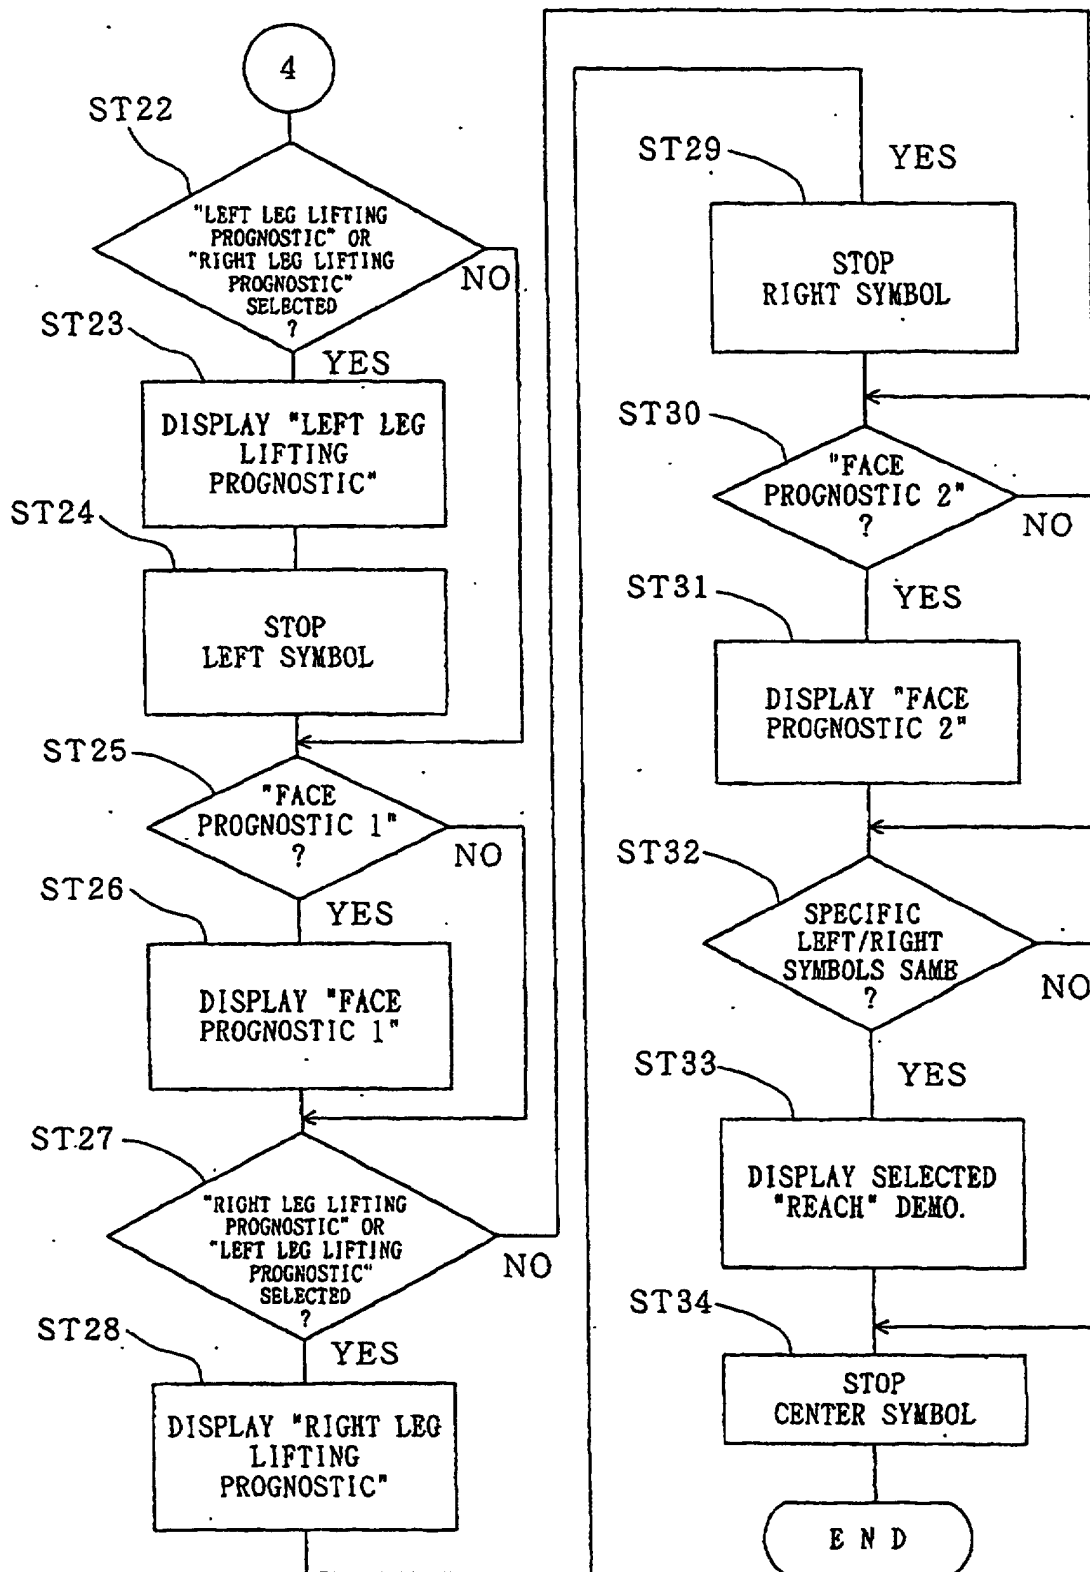 4
ST22
"LEFT LEG LIFTING
PROGNOSTIC" OR
"RIGHT LEG LIFTING
PROGNOSTIC"
SELECTED
?
NO
ST23
YES
DISPLAY "LEFT LEG
LIFTING
PROGNOSTIC"
ST24
STOP
LEFT SYMBOL
ST25
"FACE
PROGNOSTIC 1"
?
NO
ST26
YES
DISPLAY "FACE
PROGNOSTIC 1"
ST27
"RIGHT LEG LIFTING
PROGNOSTIC" OR
"LEFT LEG LIFTING
PROGNOSTIC"
SELECTED
?
NO
ST28
YES
DISPLAY "RIGHT LEG
LIFTING
PROGNOSTIC"
ST29
YES
STOP
RIGHT SYMBOL
ST30
"FACE
PROGNOSTIC 2"
?
NO
ST31
YES
DISPLAY "FACE
PROGNOSTIC 2"
ST32
SPECIFIC
LEFT/RIGHT
SYMBOLS SAME
?
NO
ST33
YES
DISPLAY SELECTED
"REACH" DEMO.
ST34
STOP
CENTER SYMBOL
E N D